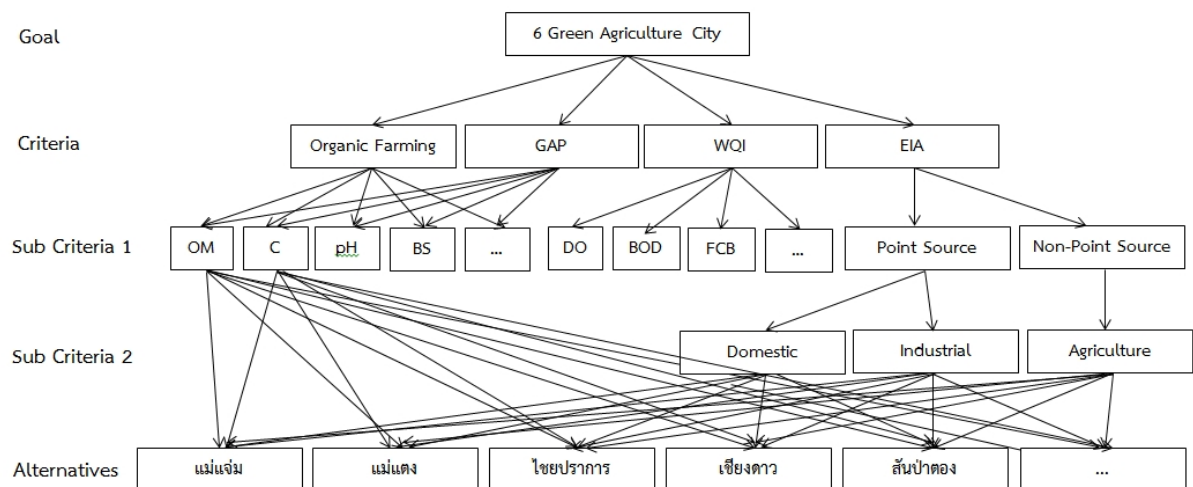 Goal
6 Green Agriculture City
Criteria
Organic Farming
GAP
WQI
EIA
Sub Criteria 1
OM
C
pH
BS
...
DO
BOD
FCB
...
Point Source
Non-Point Source
Sub Criteria 2
Domestic
Industrial
Agriculture
Alternatives
แม่แจ่ม
แม่แตง
ไชยปราการ
เชียงดาว
สันป่าตอง
...